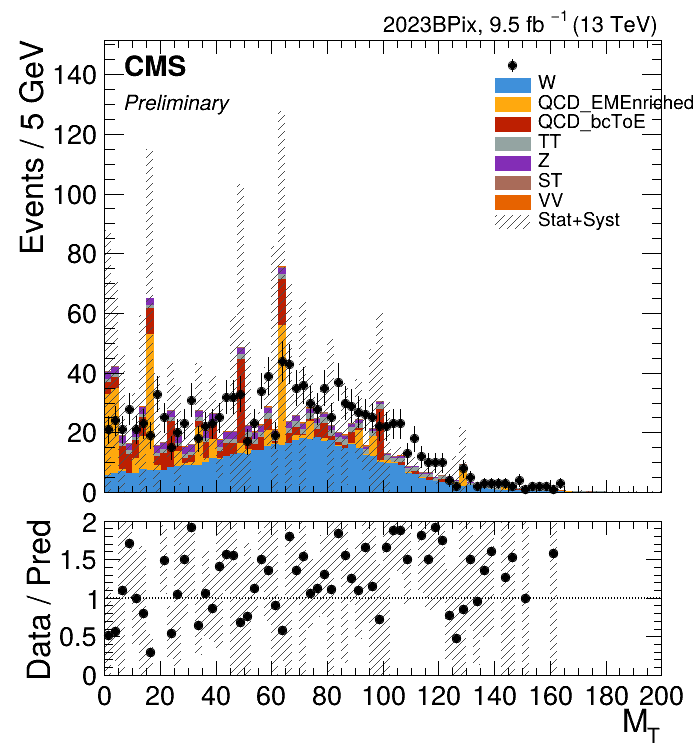 2023BPix, 9.5 fb⁻¹ (13 TeV)
CMS
Preliminary
W
QCD_EMEnriched
QCD_bcToE
TT
Z
ST
VV
Stat+Syst
Events / 5 GeV
140
120
100
80
60
40
20
0
Data / Pred
2
1.5
1
0.5
0
0 20 40 60 80 100 120 140 160 180 200
M_T